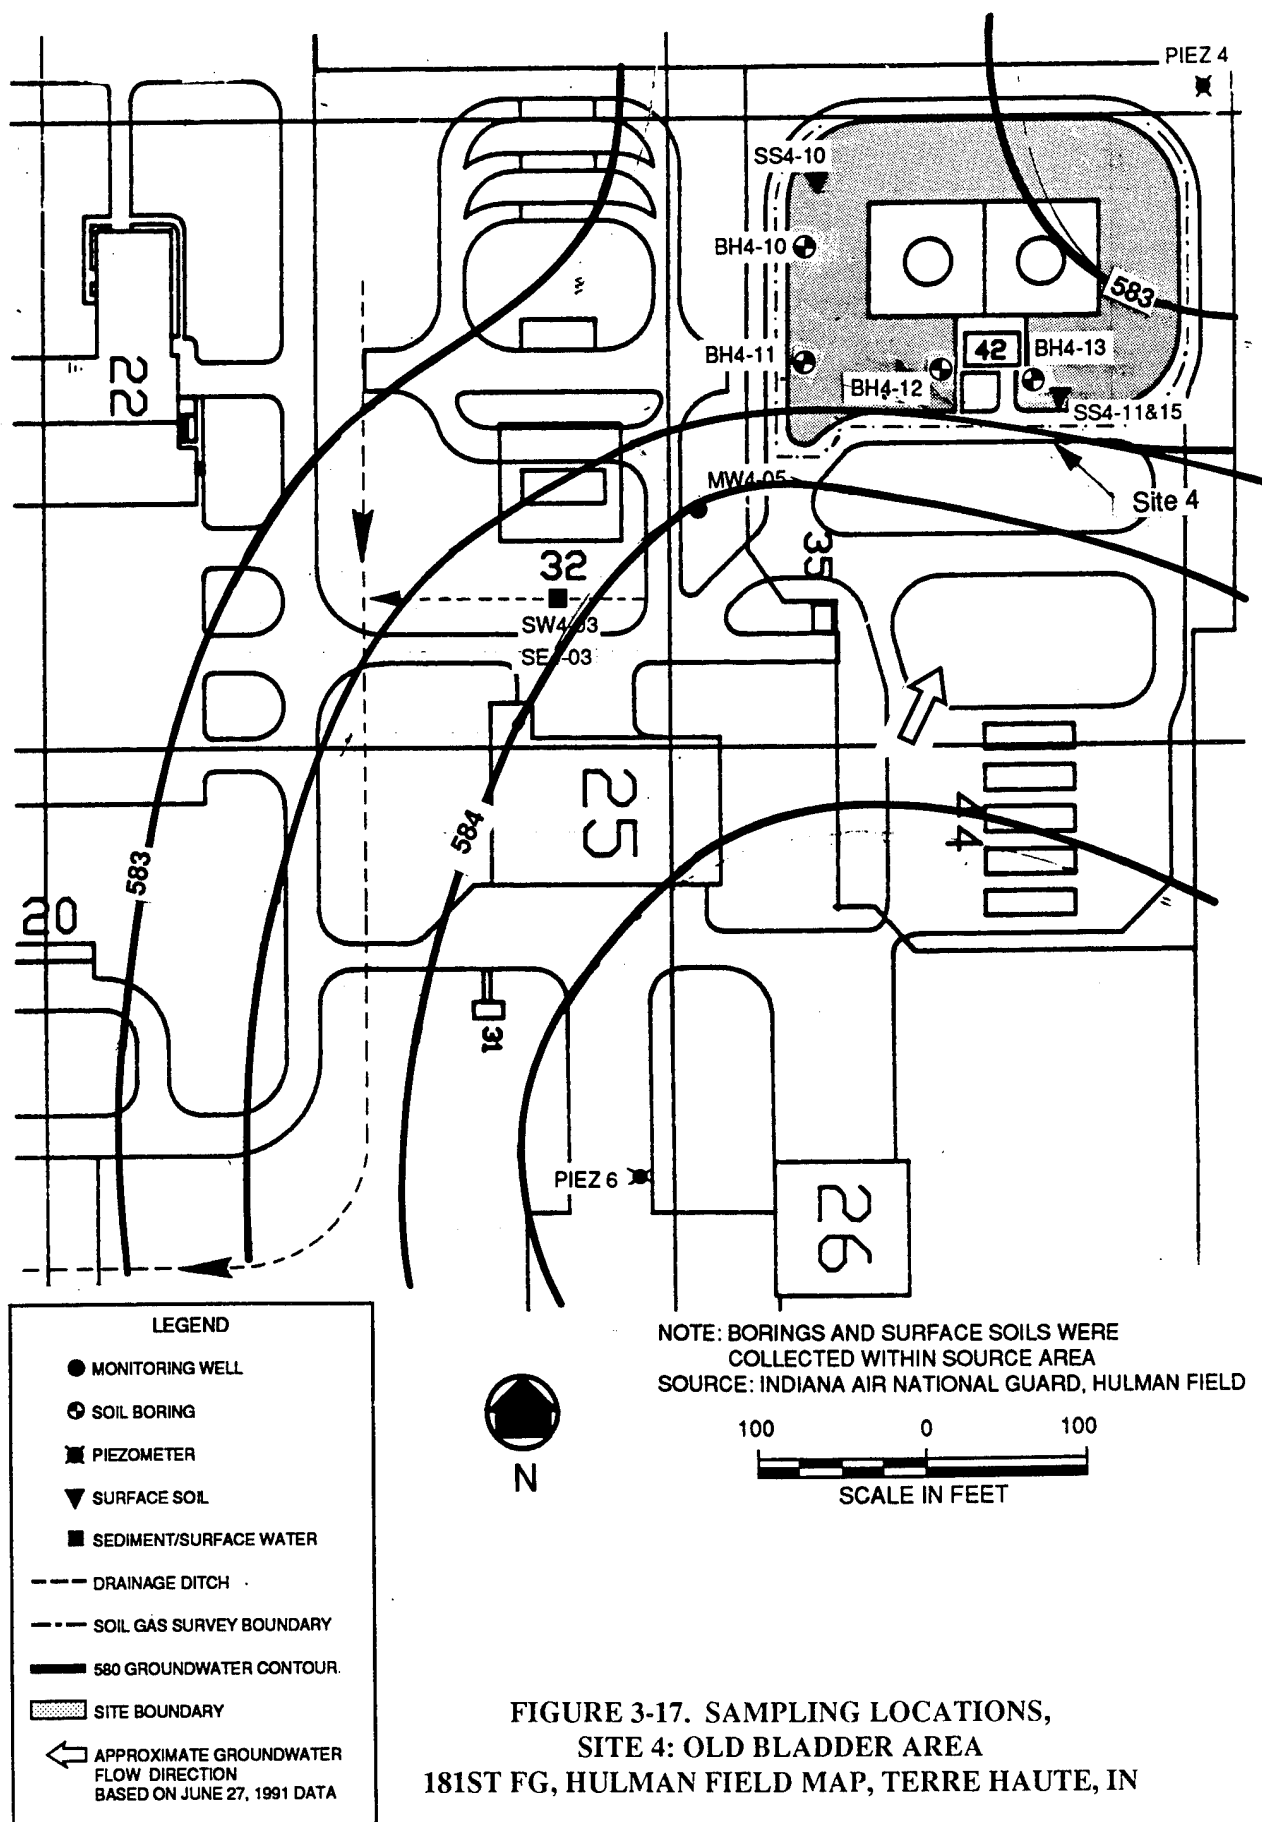 PIEZ 4
SS4-10
BH4-10
583
BH4-11
42
BH4-13
BH4-12
SS4-11&15
22
MW4-05
Site 4
35
32
SW4-03
SE4-03
25
44
584
583
20
31
PIEZ 6
26
LEGEND
MONITORING WELL
SOIL BORING
PIEZOMETER
SURFACE SOIL
SEDIMENT/SURFACE WATER
DRAINAGE DITCH
SOIL GAS SURVEY BOUNDARY
580 GROUNDWATER CONTOUR
SITE BOUNDARY
APPROXIMATE GROUNDWATER
FLOW DIRECTION
BASED ON JUNE 27, 1991 DATA
N
NOTE: BORINGS AND SURFACE SOILS WERE
COLLECTED WITHIN SOURCE AREA
SOURCE: INDIANA AIR NATIONAL GUARD, HULMAN FIELD
100 0 100
SCALE IN FEET
FIGURE 3-17. SAMPLING LOCATIONS,
SITE 4: OLD BLADDER AREA
181ST FG, HULMAN FIELD MAP, TERRE HAUTE, IN